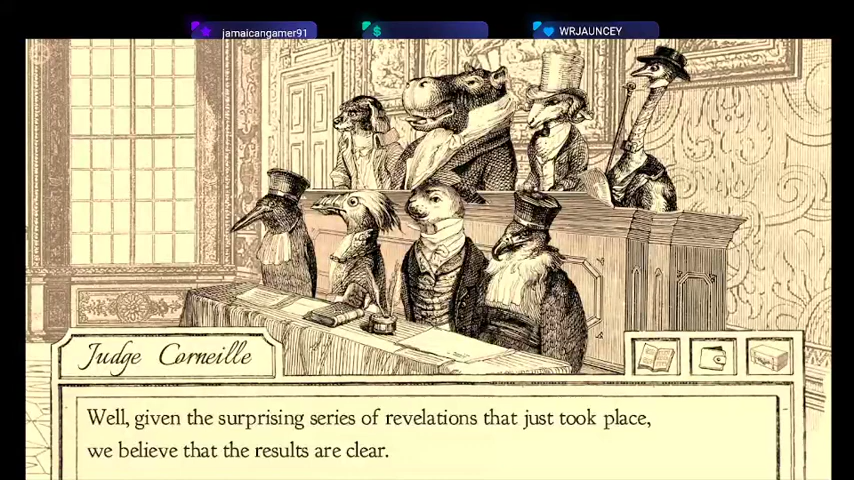 jamaicangamer91
$
WRJAUNCEY
Judge Corneille
Well, given the surprising series of revelations that just took place,
we believe that the results are clear.